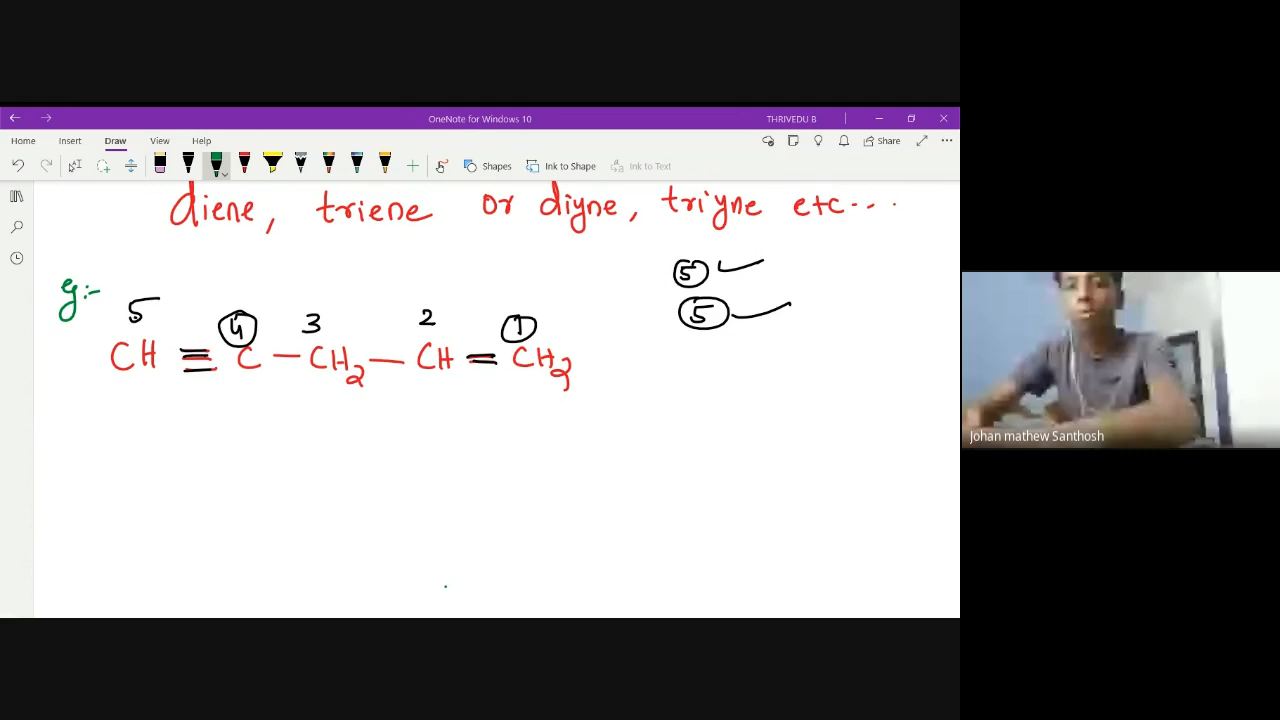 OneNote for Windows 10
THRIVEDU B
Home Insert Draw View Help
Share
Shapes Ink to Shape Ink to Text
diene, triene or diyne, triyne etc...
g:-
5
5
5 4 3 2 1
CH ≡ C — CH₂ — CH = CH₂
Johan mathew Santhosh